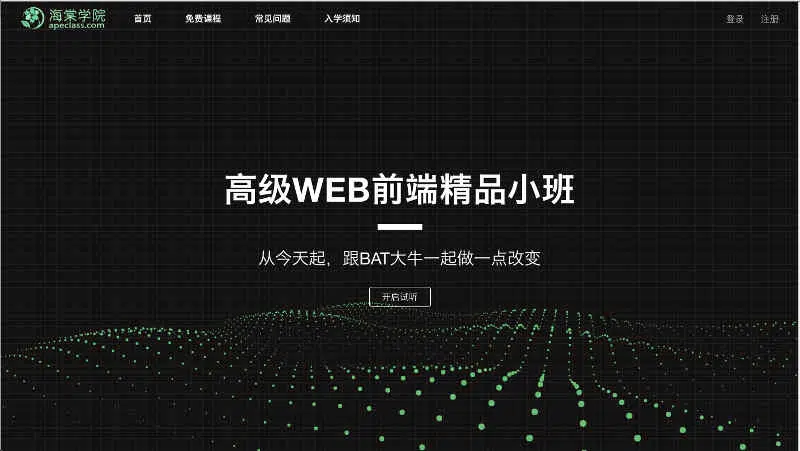 海棠学院
apeclass.com
首页 免费课程 常见问题 入学须知 登录 注册
高级WEB前端精品小班
从今天起，跟BAT大牛一起做一点改变
开启试听